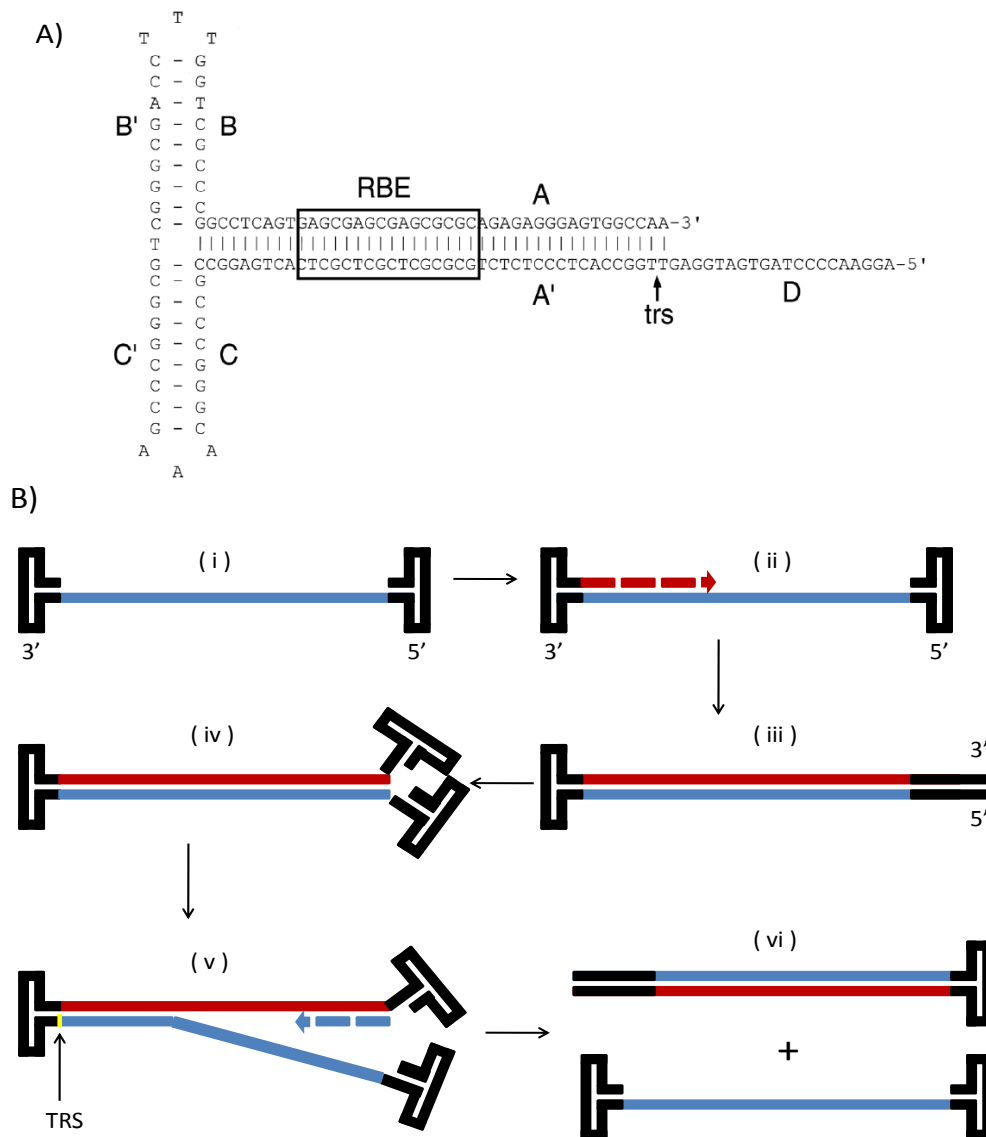 A)
T
T T
C – G
C – G
A – T
G – C
B' C – G B
G – C
G – C
G – C
RBE
A
C GGCCTCAGTGAGCGAGCGAGCGCGCAGAGAGGGAGTGGCCAA–3'
T
G CCGGAGTCACTCGCTCGCTCGCGCGTCTCTCCCTCACCGGTTGAGGTAGTGATCCCCAAGGA–5'
A'
D
trs
C – G
G – C
G – C
C' G – C C
C – G
C – G
C – G
G – C
A A
A
B)
( i )
3’ 5’
( ii )
3’ 5’
( iv )
( iii )
3’
5’
( v )
TRS
( vi )
+